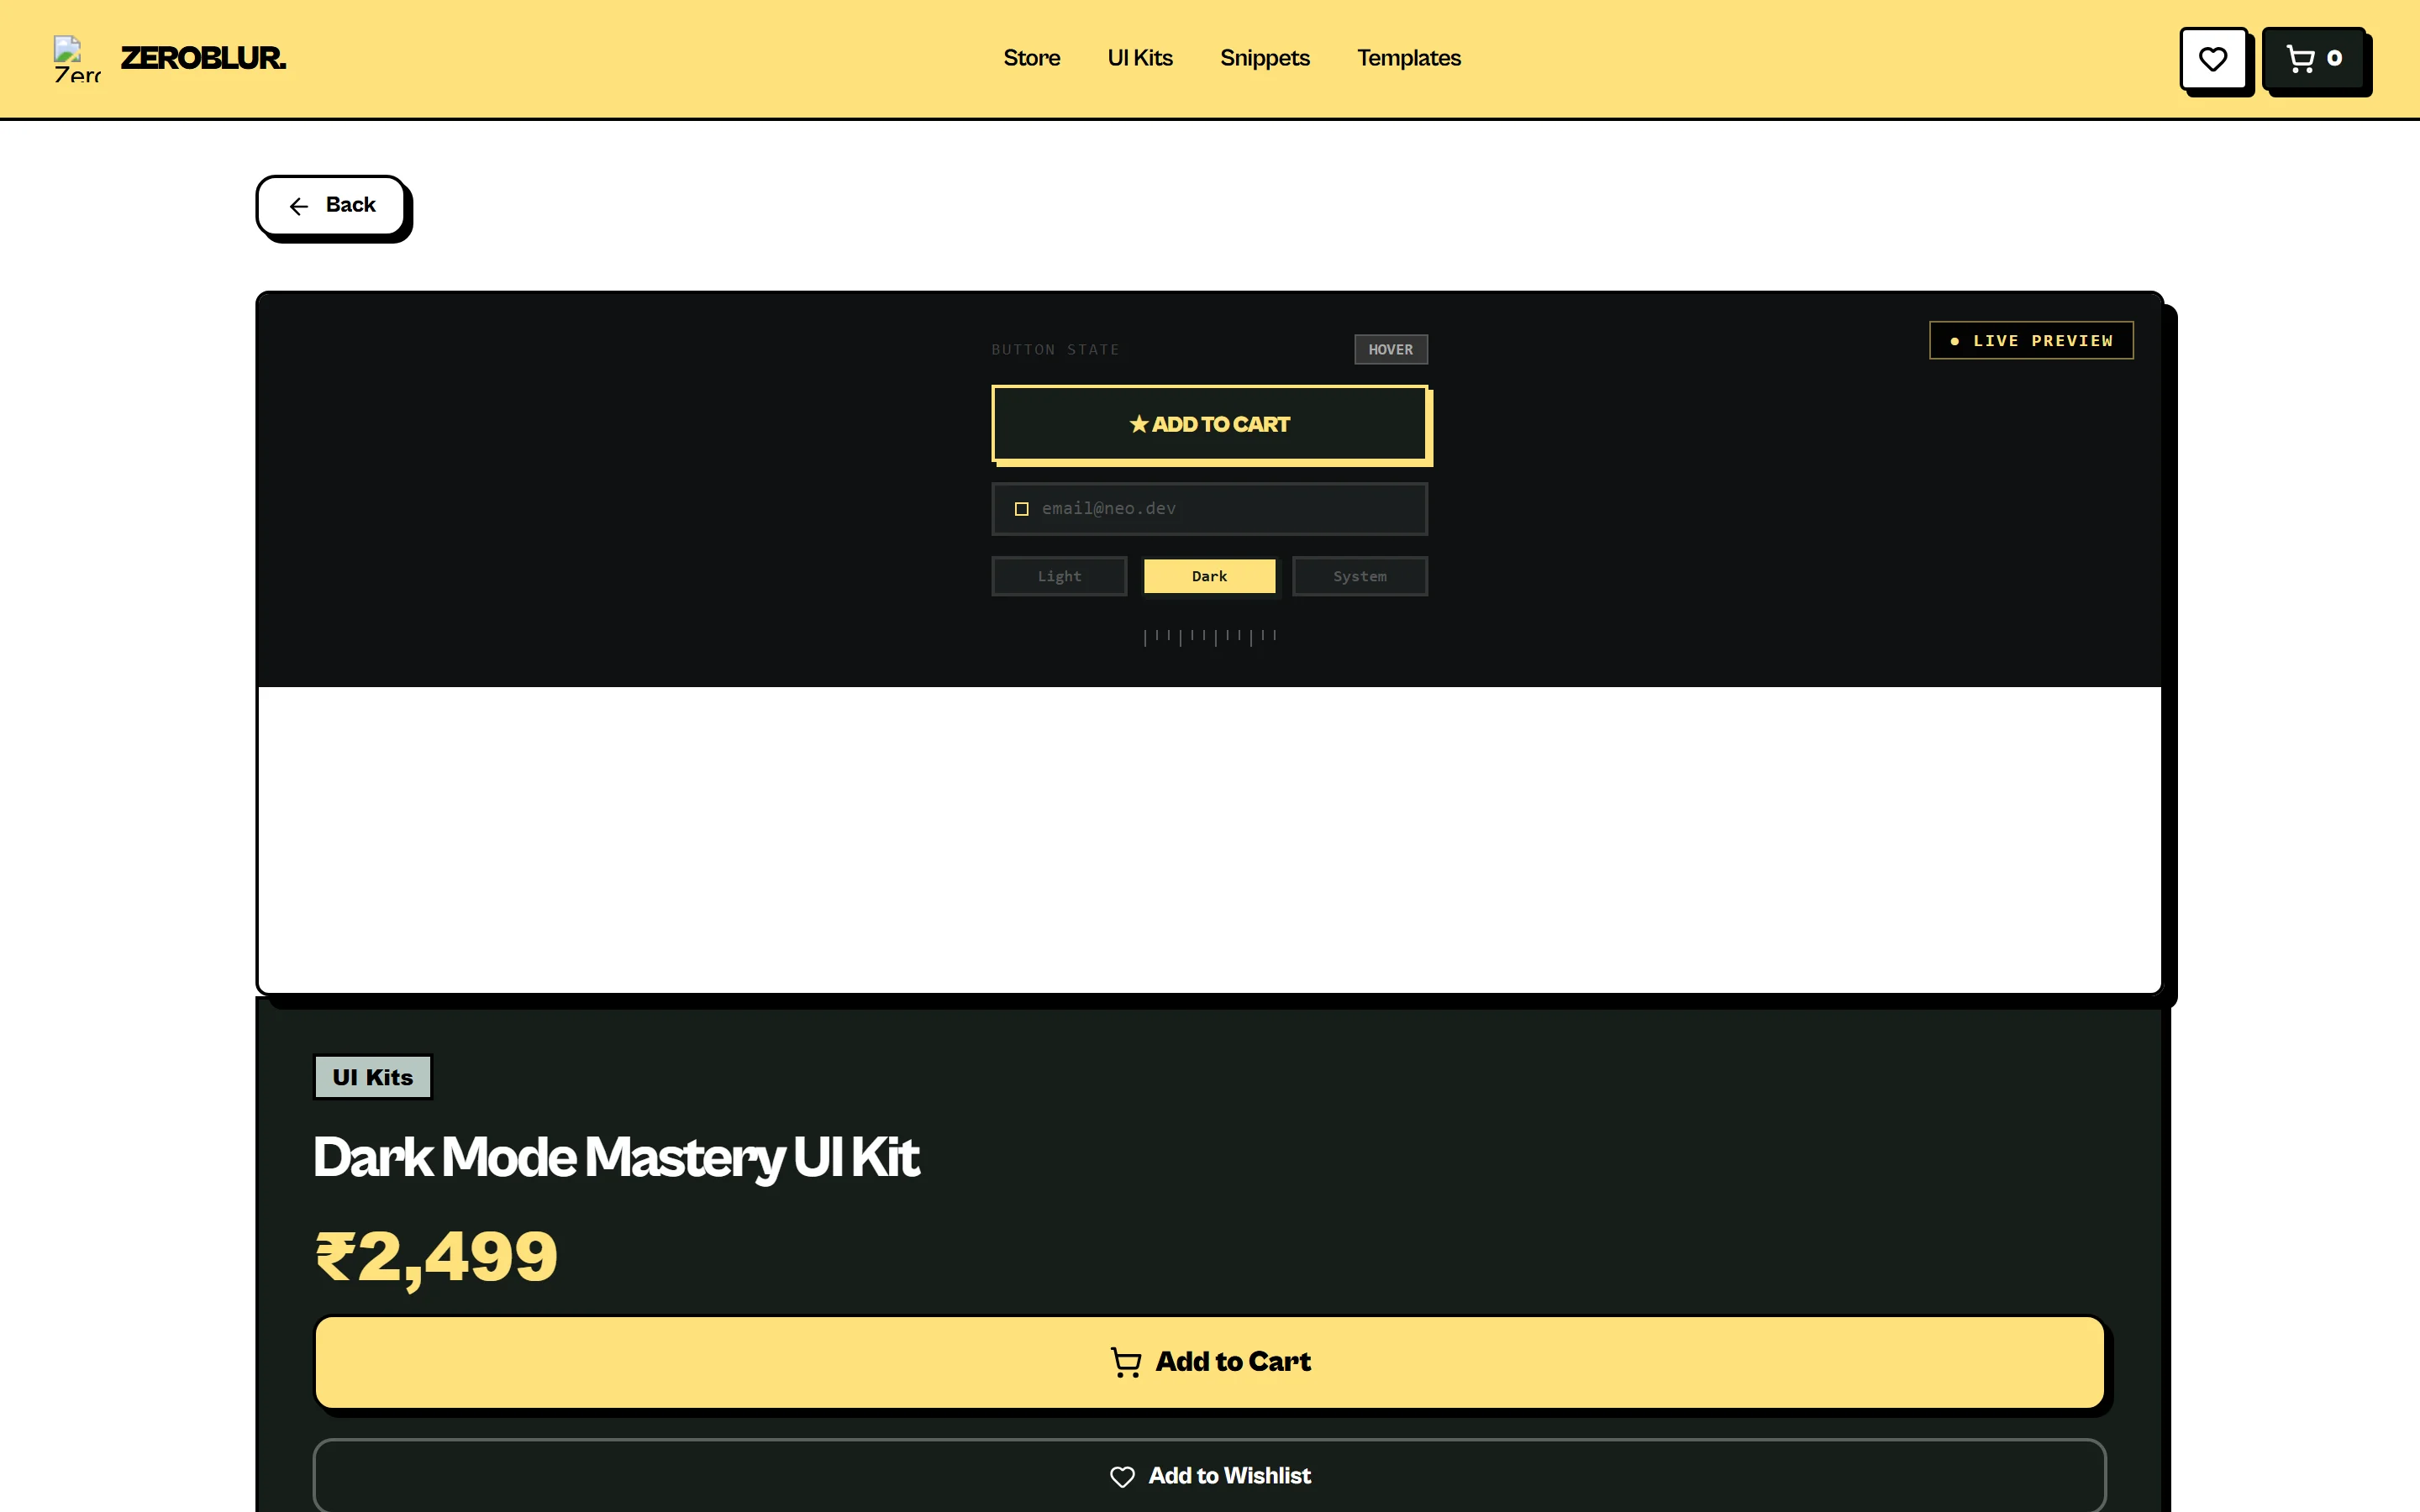 Zero
ZEROBLUR.
Store
UI Kits
Snippets
Templates
0
Back
BUTTON STATE
HOVER
LIVE PREVIEW
★ ADD TO CART
email@neo.dev
Light
Dark
System
UI Kits
Dark Mode Mastery UI Kit
₹2,499
Add to Cart
Add to Wishlist